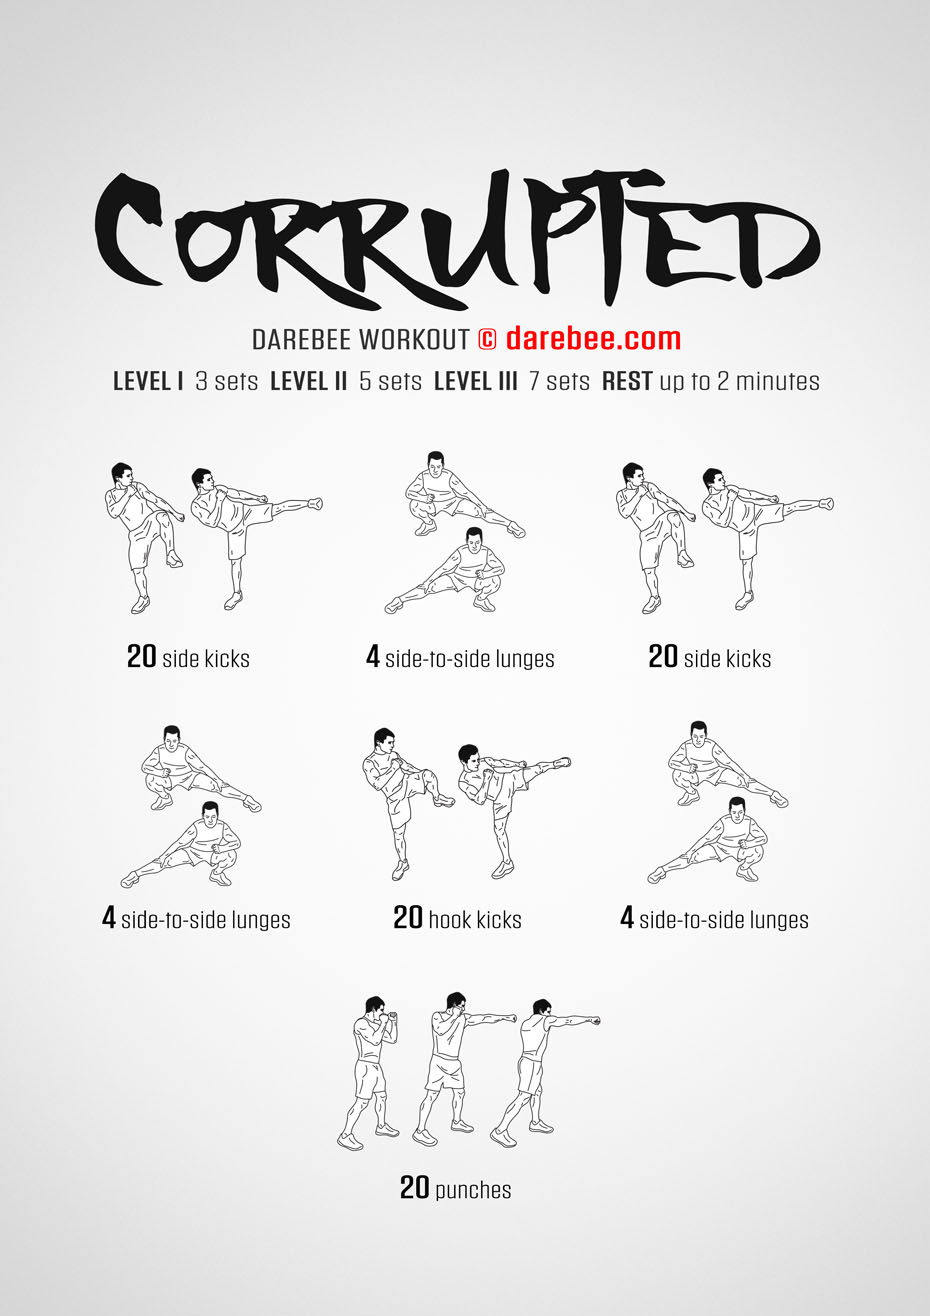 CORRUPTED
DAREBEE WORKOUT © darebee.com
LEVEL I 3 sets LEVEL II 5 sets LEVEL III 7 sets REST up to 2 minutes
20 side kicks
4 side-to-side lunges
20 side kicks
4 side-to-side lunges
20 hook kicks
4 side-to-side lunges
20 punches